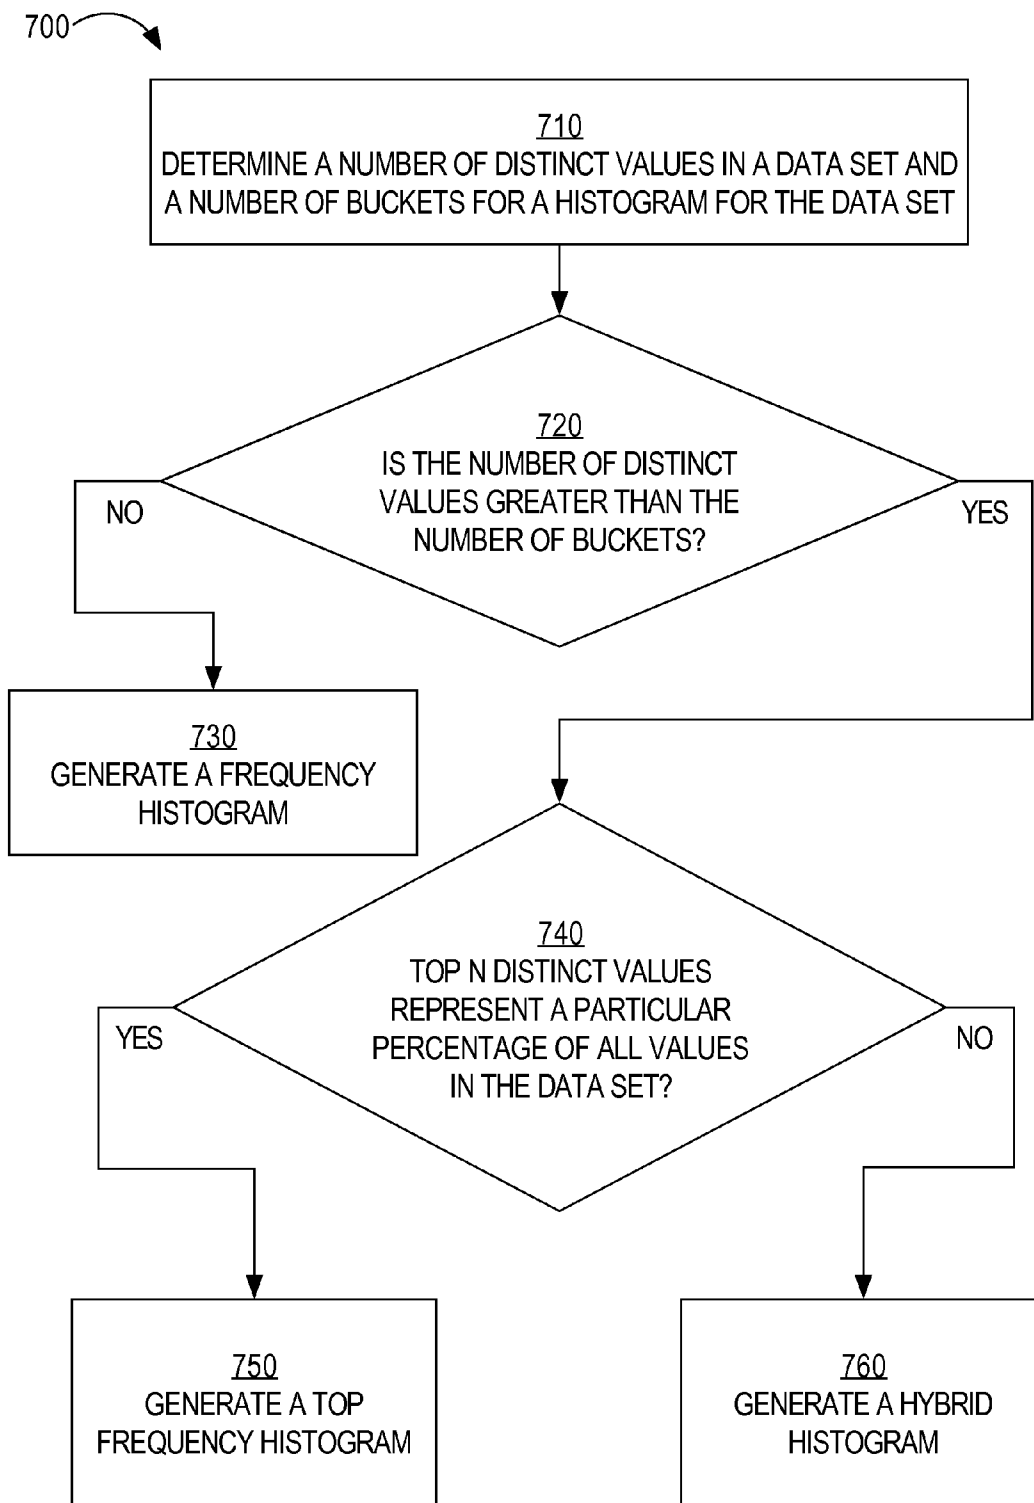 700
710
DETERMINE A NUMBER OF DISTINCT VALUES IN A DATA SET AND
A NUMBER OF BUCKETS FOR A HISTOGRAM FOR THE DATA SET
720
IS THE NUMBER OF DISTINCT
VALUES GREATER THAN THE
NUMBER OF BUCKETS?
NO
YES
730
GENERATE A FREQUENCY
HISTOGRAM
740
TOP N DISTINCT VALUES
REPRESENT A PARTICULAR
PERCENTAGE OF ALL VALUES
IN THE DATA SET?
YES
NO
750
GENERATE A TOP
FREQUENCY HISTOGRAM
760
GENERATE A HYBRID
HISTOGRAM